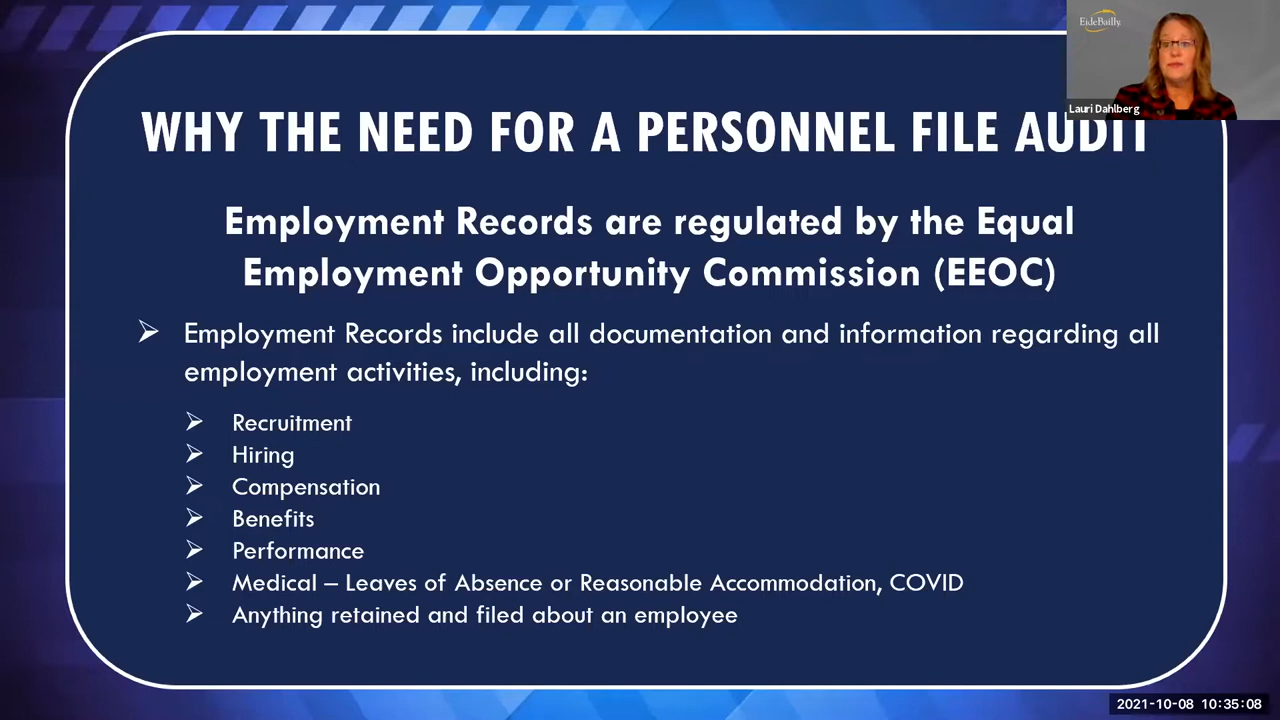 EideBailly
Lauri Dahlberg
WHY THE NEED FOR A PERSONNEL FILE AUDIT
Employment Records are regulated by the Equal
Employment Opportunity Commission (EEOC)
➢ Employment Records include all documentation and information regarding all
employment activities, including:
➢ Recruitment
➢ Hiring
➢ Compensation
➢ Benefits
➢ Performance
➢ Medical – Leaves of Absence or Reasonable Accommodation, COVID
➢ Anything retained and filed about an employee
2021-10-08 10:35:08